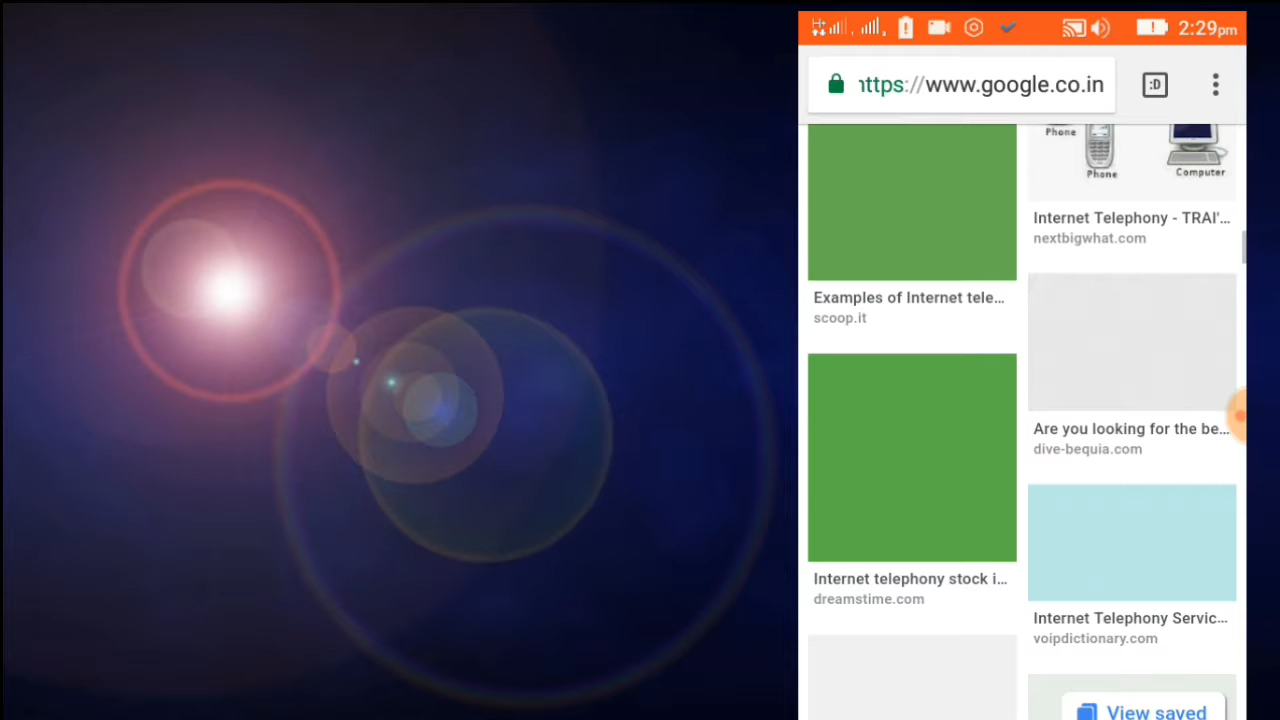 2:29pm
https://www.google.co.in
:D
Phone
Phone
Computer
Internet Telephony - TRAI'...
nextbigwhat.com
Examples of Internet tele...
scoop.it
Are you looking for the be...
dive-bequia.com
Internet telephony stock i...
dreamstime.com
Internet Telephony Servic...
voipdictionary.com
View saved